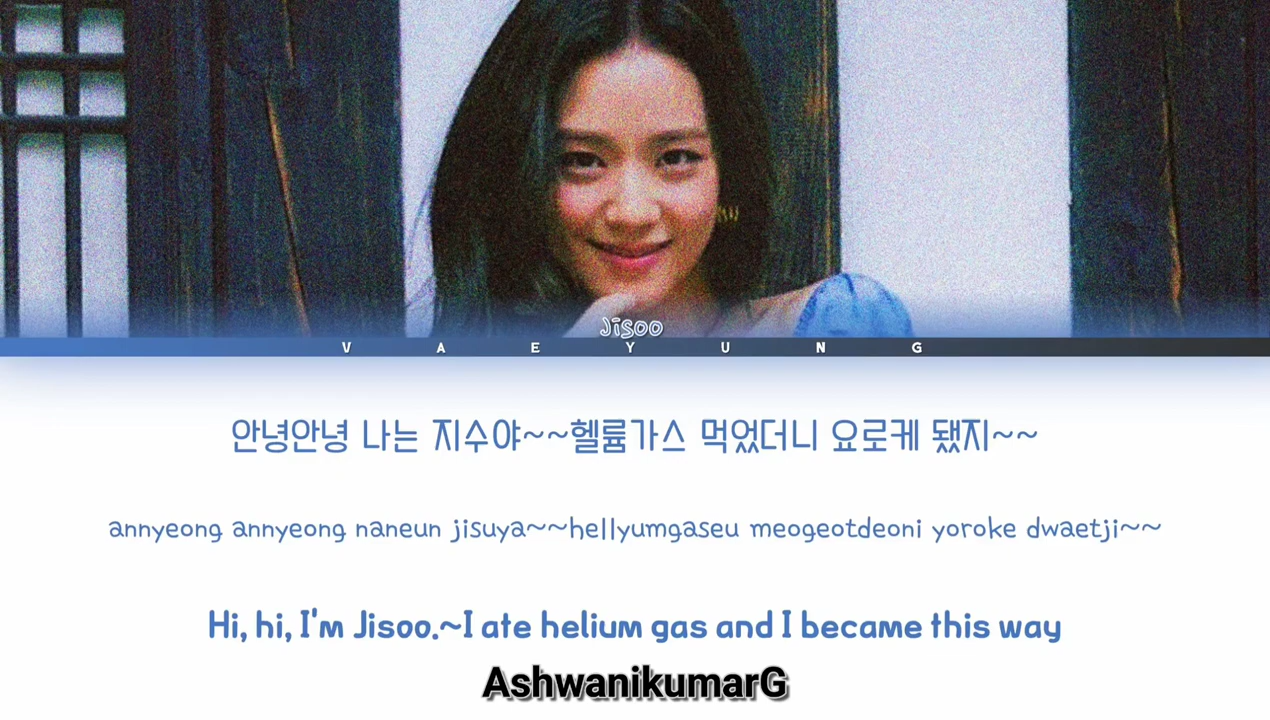 Jisoo
V A E Y U N G
안녕안녕 나는 지수야~~헬륨가스 먹었더니 요로케 됐지~~
annyeong annyeong naneun jisuya~~hellyumgaseu meogeotdeoni yoroke dwaetji~~
Hi, hi, I'm Jisoo.~I ate helium gas and I became this way
AshwanikumarG